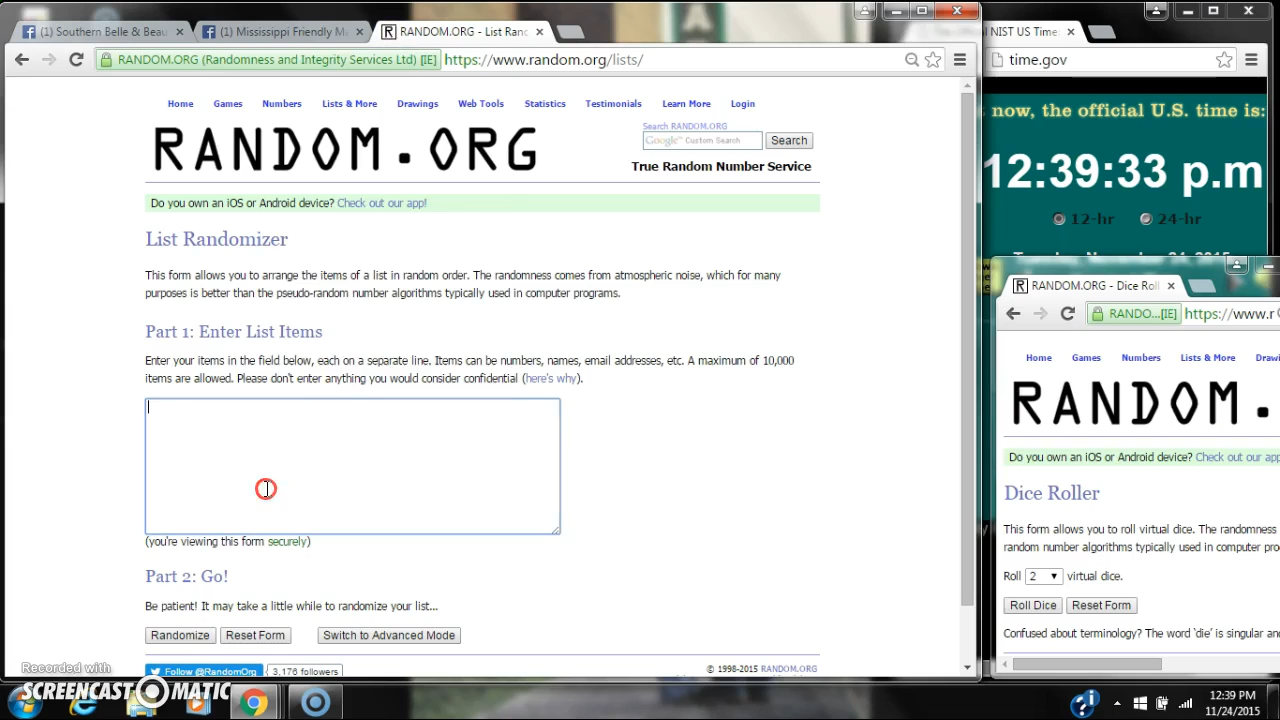 (1) Southern Belle & Beau
(1) Mississippi Friendly
RANDOM.ORG - List Ran
RANDOM.ORG (Randomness and Integrity Services Ltd) [IE]
https://www.random.org/lists/
Home Games Numbers Lists & More Drawings Web Tools Statistics Testimonials Learn More Login
RANDOM.ORG
Search RANDOM.ORG
Google™ Custom Search
Search
True Random Number Service
Do you own an iOS or Android device? Check out our app!
List Randomizer
This form allows you to arrange the items of a list in random order. The randomness comes from atmospheric noise, which for many
purposes is better than the pseudo-random number algorithms typically used in computer programs.
Part 1: Enter List Items
Enter your items in the field below, each on a separate line. Items can be numbers, names, email addresses, etc. A maximum of 10,000
items are allowed. Please don't enter anything you would consider confidential (here's why).
(you're viewing this form securely)
Part 2: Go!
Be patient! It may take a little while to randomize your list...
Randomize Reset Form Switch to Advanced Mode
Follow @RandomOrg 3,176 followers
© 1998-2015 RANDOM.ORG
NIST US Time
time.gov
now, the official U.S. time is:
12:39:33 p.m
12-hr 24-hr
RANDOM.ORG - Dice Roll
RANDO...[IE] https://www.r
Home Games Numbers Lists & More Drawi
RANDOM.
Do you own an iOS or Android device? Check out our app
Dice Roller
This form allows you to roll virtual dice. The randomness
random number algorithms typically used in computer pro
Roll 2 virtual dice.
Roll Dice Reset Form
Confused about terminology? The word 'die' is singular an
Recorded with
SCREENCAST-O-MATIC
12:39 PM
11/24/2015